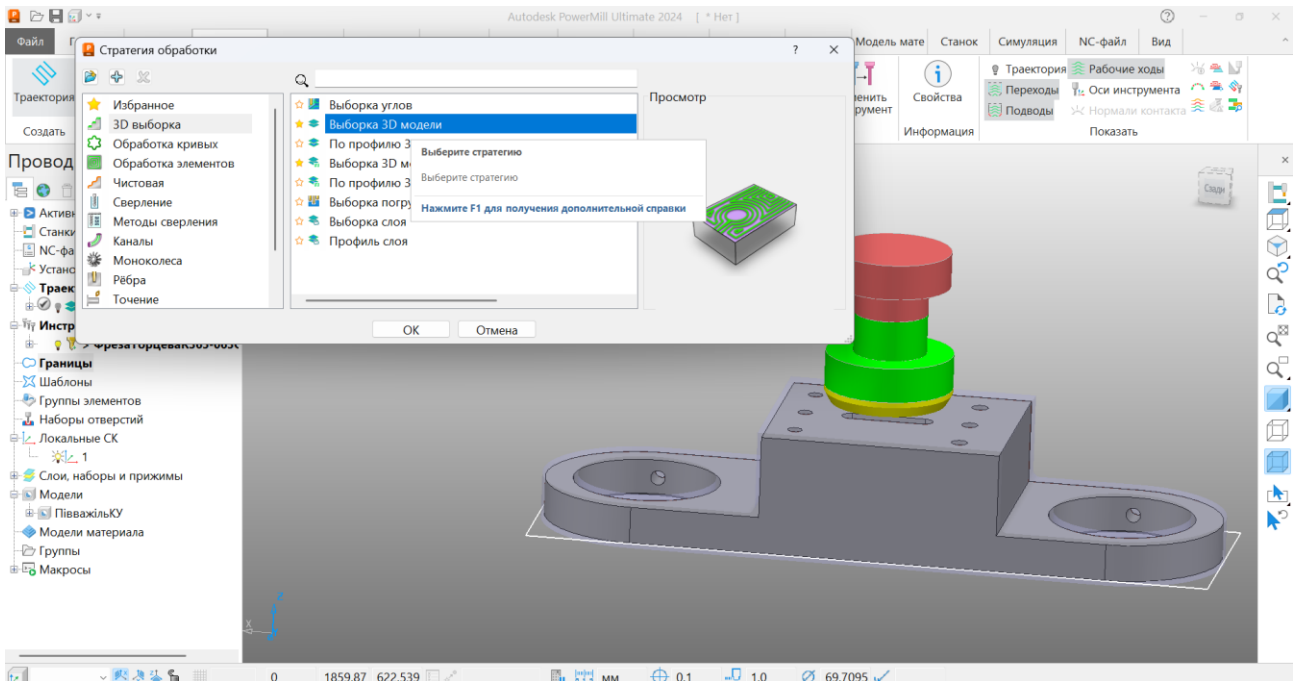 Autodesk PowerMill Ultimate 2024 [ * Нет ]
Файл
Модель мате Станок Симуляция NC-файл Вид
Стратегия обработки
Траектория
Создать
Свойства
Информация
Траектория Рабочие ходы
Переходы Оси инструмента
Подводы Нормали контакта
Показать
Избранное
3D выборка
Обработка кривых
Обработка элементов
Чистовая
Сверление
Методы сверления
Каналы
Моноколеса
Рёбра
Точение
Выборка углов
Выборка 3D модели
По профилю 3
Выборка 3D м
По профилю 3
Выборка погру
Выборка слоя
Профиль слоя
Выберите стратегию
Выберите стратегию
Нажмите F1 для получения дополнительной справки
Просмотр
OK Отмена
Провод
Активн
Станки
NC-фа
Устано
Траек
Инстр
Границы
Шаблоны
Группы элементов
Наборы отверстий
Локальные СК
1
Слои, наборы и прижимы
Модели
ПівважількУ
Модели материала
Группы
Макросы
Сзади
X
Z
0 1859.87 622.539 мм 0.1 1.0 69.7095